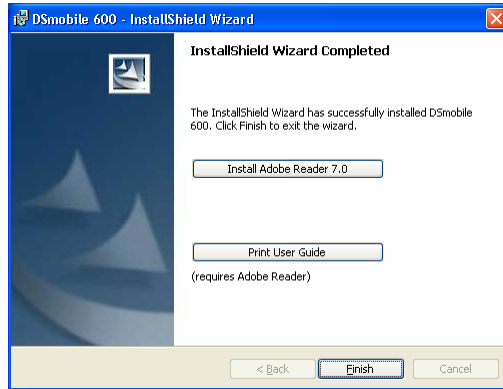 DSmobile 600 - InstallShield Wizard
InstallShield Wizard Completed
The InstallShield Wizard has successfully installed DSmobile
600. Click Finish to exit the wizard.
Install Adobe Reader 7.0
Print User Guide
(requires Adobe Reader)
< Back
Finish
Cancel